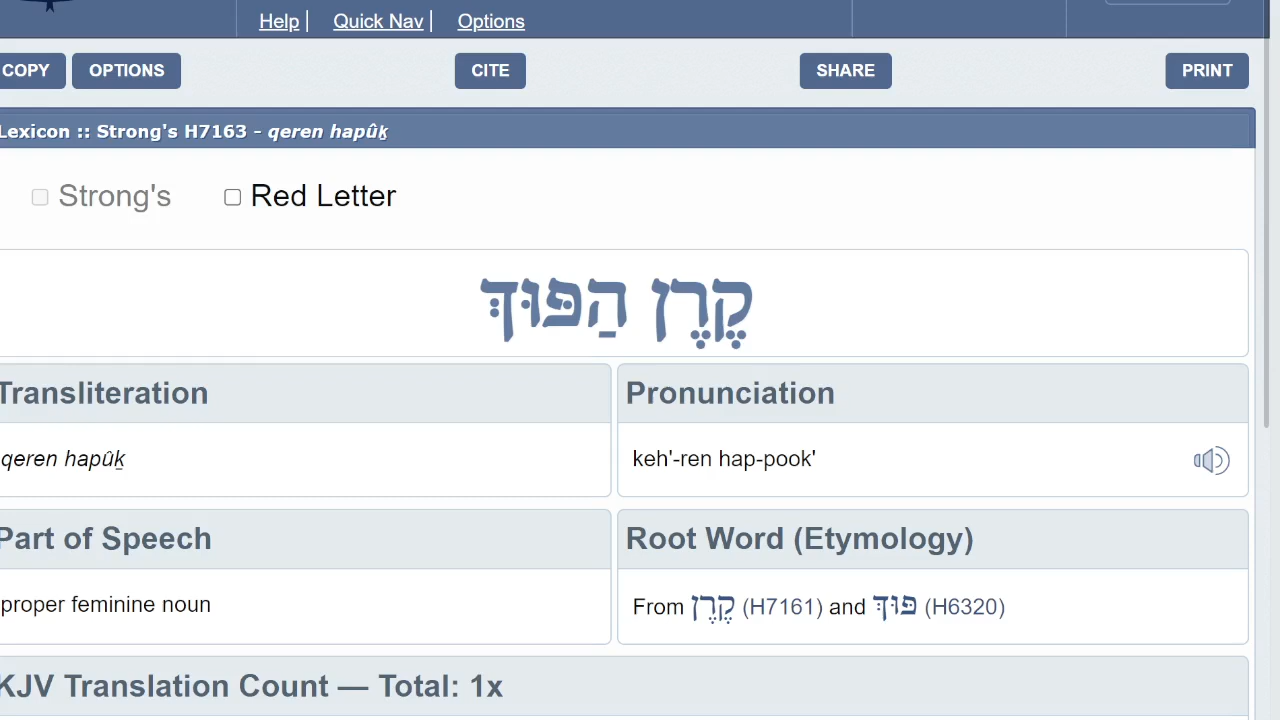 Help | Quick Nav | Options
COPY OPTIONS CITE SHARE PRINT
Lexicon :: Strong's H7163 - qeren hapûḵ
Strong's Red Letter
קֶרֶן הַפּוּךְ
Transliteration Pronunciation
qeren hapûḵ keh'-ren hap-pook'
Part of Speech Root Word (Etymology)
proper feminine noun From קֶרֶן (H7161) and פּוּךְ (H6320)
KJV Translation Count — Total: 1x